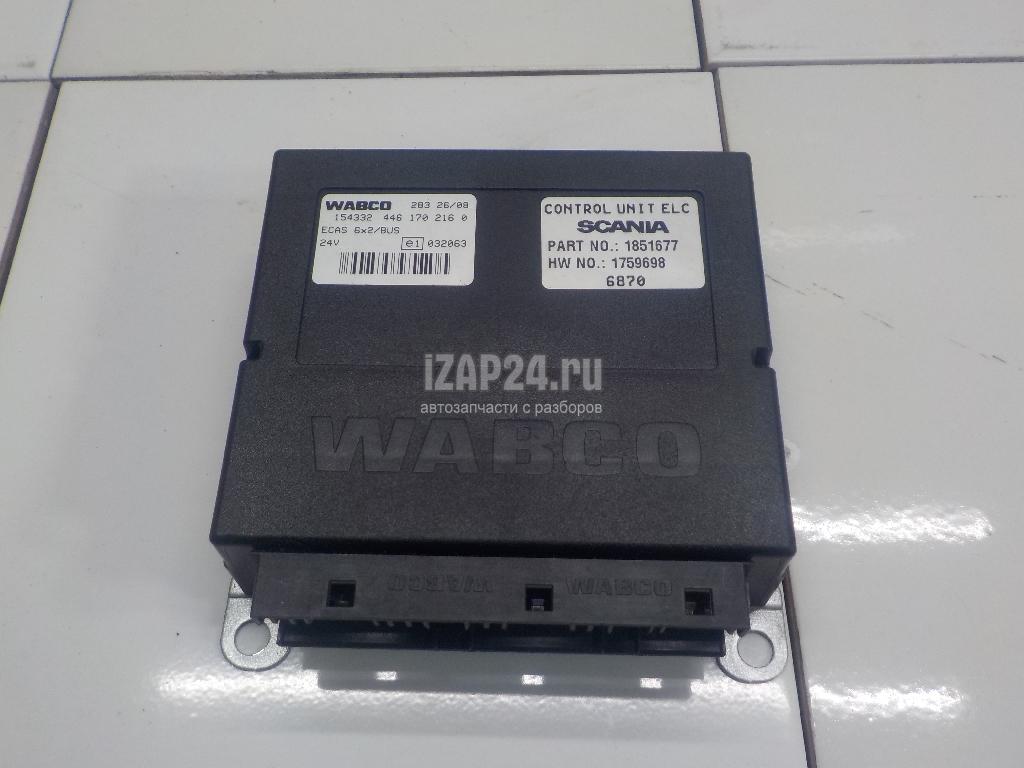 WABCO 283 26/08
154332 446 170 216 0
ECAS 6x2/BUS
24V e1 032063
CONTROL UNIT ELC
SCANIA
PART NO.: 1851677
HW NO.: 1759698
6870
iZAP24.ru
автозапчасти с разборов
WABCO
WABCO WABCO